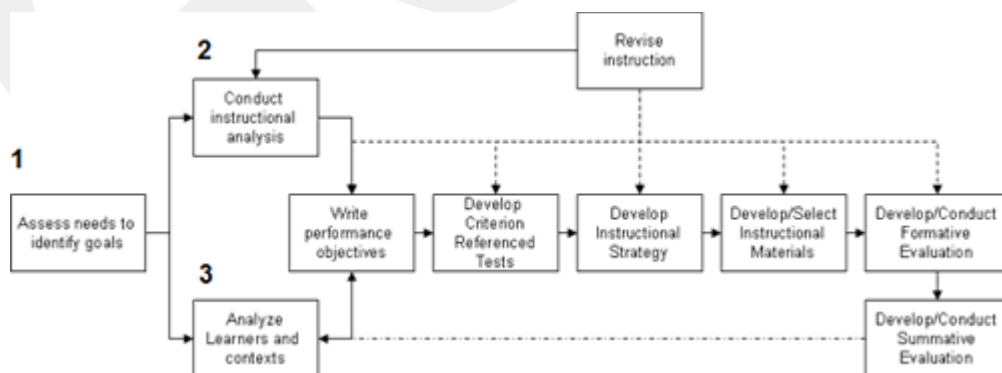 Revise
instruction
2
Conduct
instructional
analysis
1
Assess needs to
identify goals
Write
performance
objectives
Develop
Criterion
Referenced
Tests
Develop
Instructional
Strategy
Develop/Select
Instructional
Materials
Develop/Conduct
Formative
Evaluation
3
Analyze
Learners and
contexts
Develop/Conduct
Summative
Evaluation